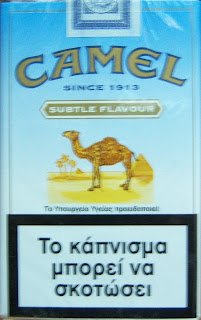 CAMEL
SINCE 1913
SUBTLE FLAVOUR
Το Υπουργείο Υγείας προειδοποιεί:
Το κάπνισμα
μπορεί να
σκοτώσει